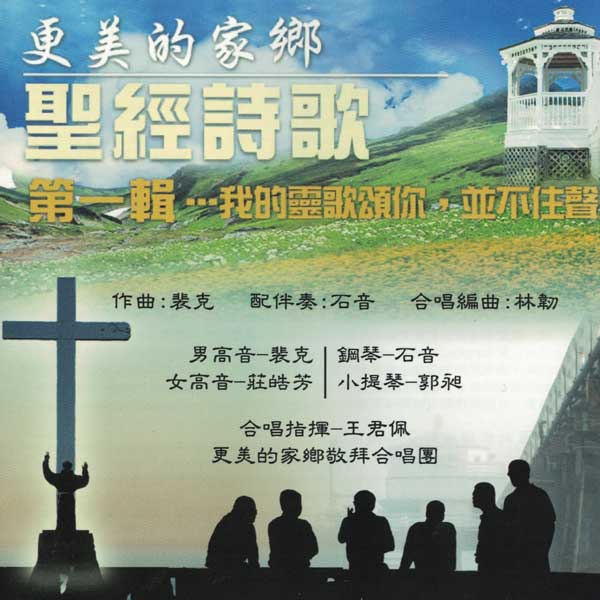 更美的家鄉
聖經詩歌
第一輯…我的靈歌頌你，並不住聲
作曲:裴克 配伴奏:石音 合唱編曲:林韌
男高音–裴克 鋼琴–石音
女高音–莊皓芳 小提琴–郭昶
合唱指揮–王君佩
更美的家鄉敬拜合唱團